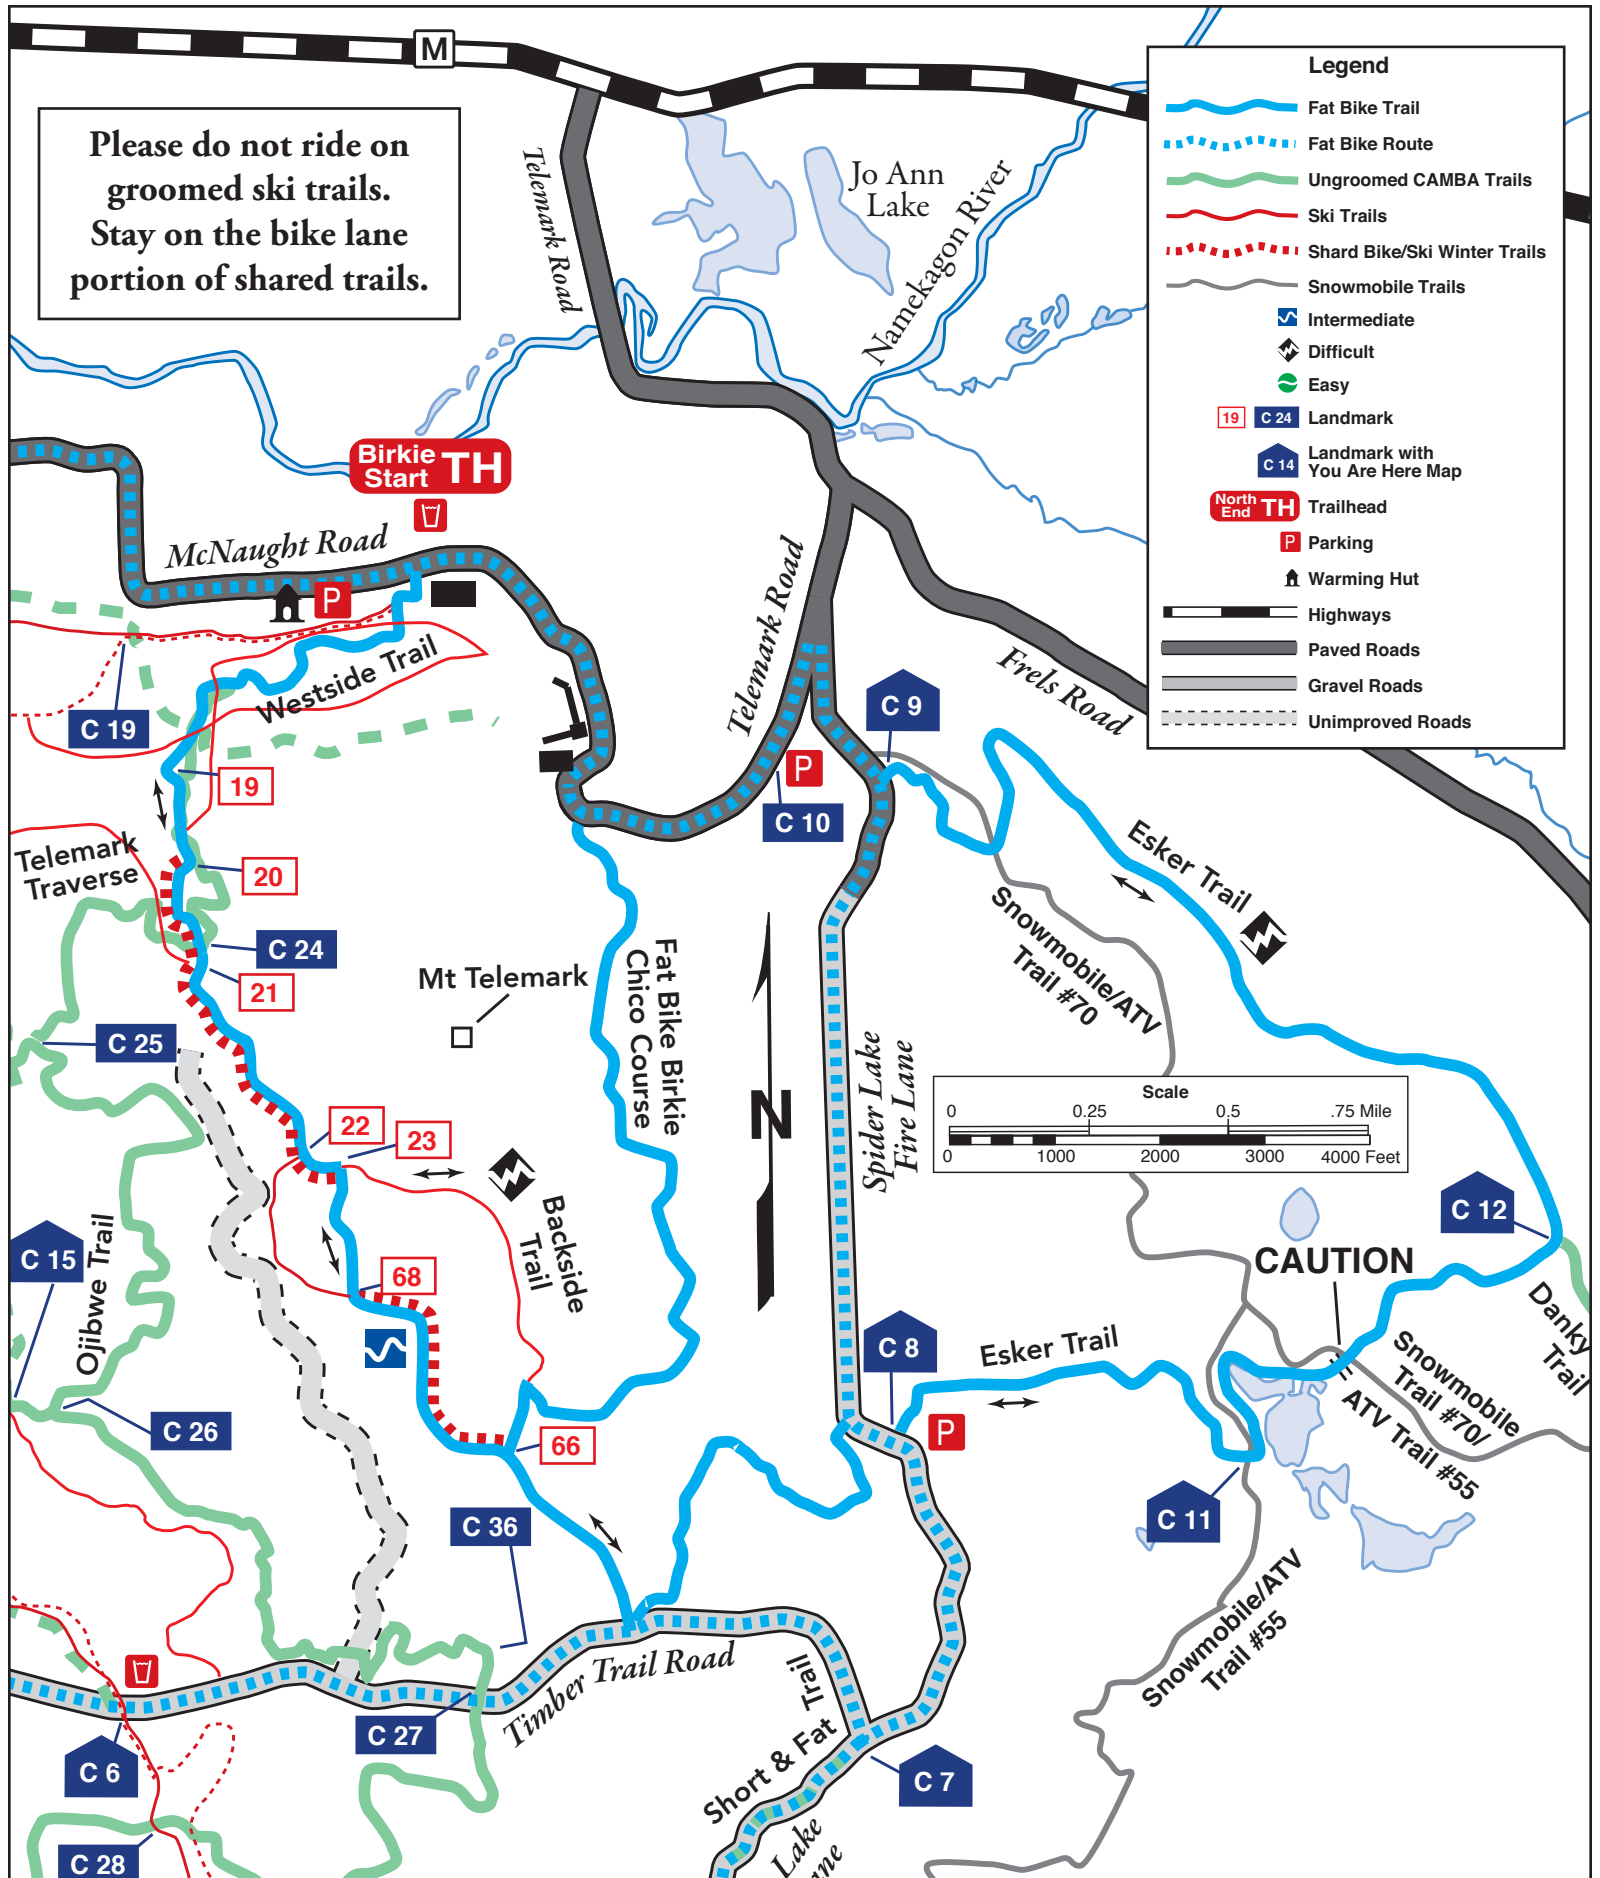 M
Please do not ride on
groomed ski trails.
Stay on the bike lane
portion of shared trails.
Telemark Road
Jo Ann
Lake
Namekagon River
Legend
Fat Bike Trail
Fat Bike Route
Ungroomed CAMBA Trails
Ski Trails
Shard Bike/Ski Winter Trails
Snowmobile Trails
Intermediate
Difficult
Easy
19
C 24
Landmark
C 14
Landmark with
You Are Here Map
North
End
TH
Trailhead
P
Parking
Warming Hut
Highways
Paved Roads
Gravel Roads
Unimproved Roads
Birkie
Start
TH
McNaught Road
P
Westside Trail
C 19
19
Telemark Road
Frels Road
C 9
P
C 10
Telemark
Traverse
20
C 24
21
C 25
Mt Telemark
Fat Bike Birkie
Chico Course
Esker Trail
Snowmobile/ATV
Trail #70
N
Spider Lake
Fire Lane
Scale
0
0.25
0.5
.75 Mile
0
1000
2000
3000
4000 Feet
22
23
Backside
Trail
C 15
Ojibwe Trail
68
C 12
CAUTION
Danky
Trail
C 8
Esker Trail
P
Snowmobile
Trail #70/
ATV Trail #55
C 26
66
C 36
C 11
Snowmobile/ATV
Trail #55
Timber Trail Road
C 27
C 6
Short & Fat
Trail
C 7
C 28
Lake